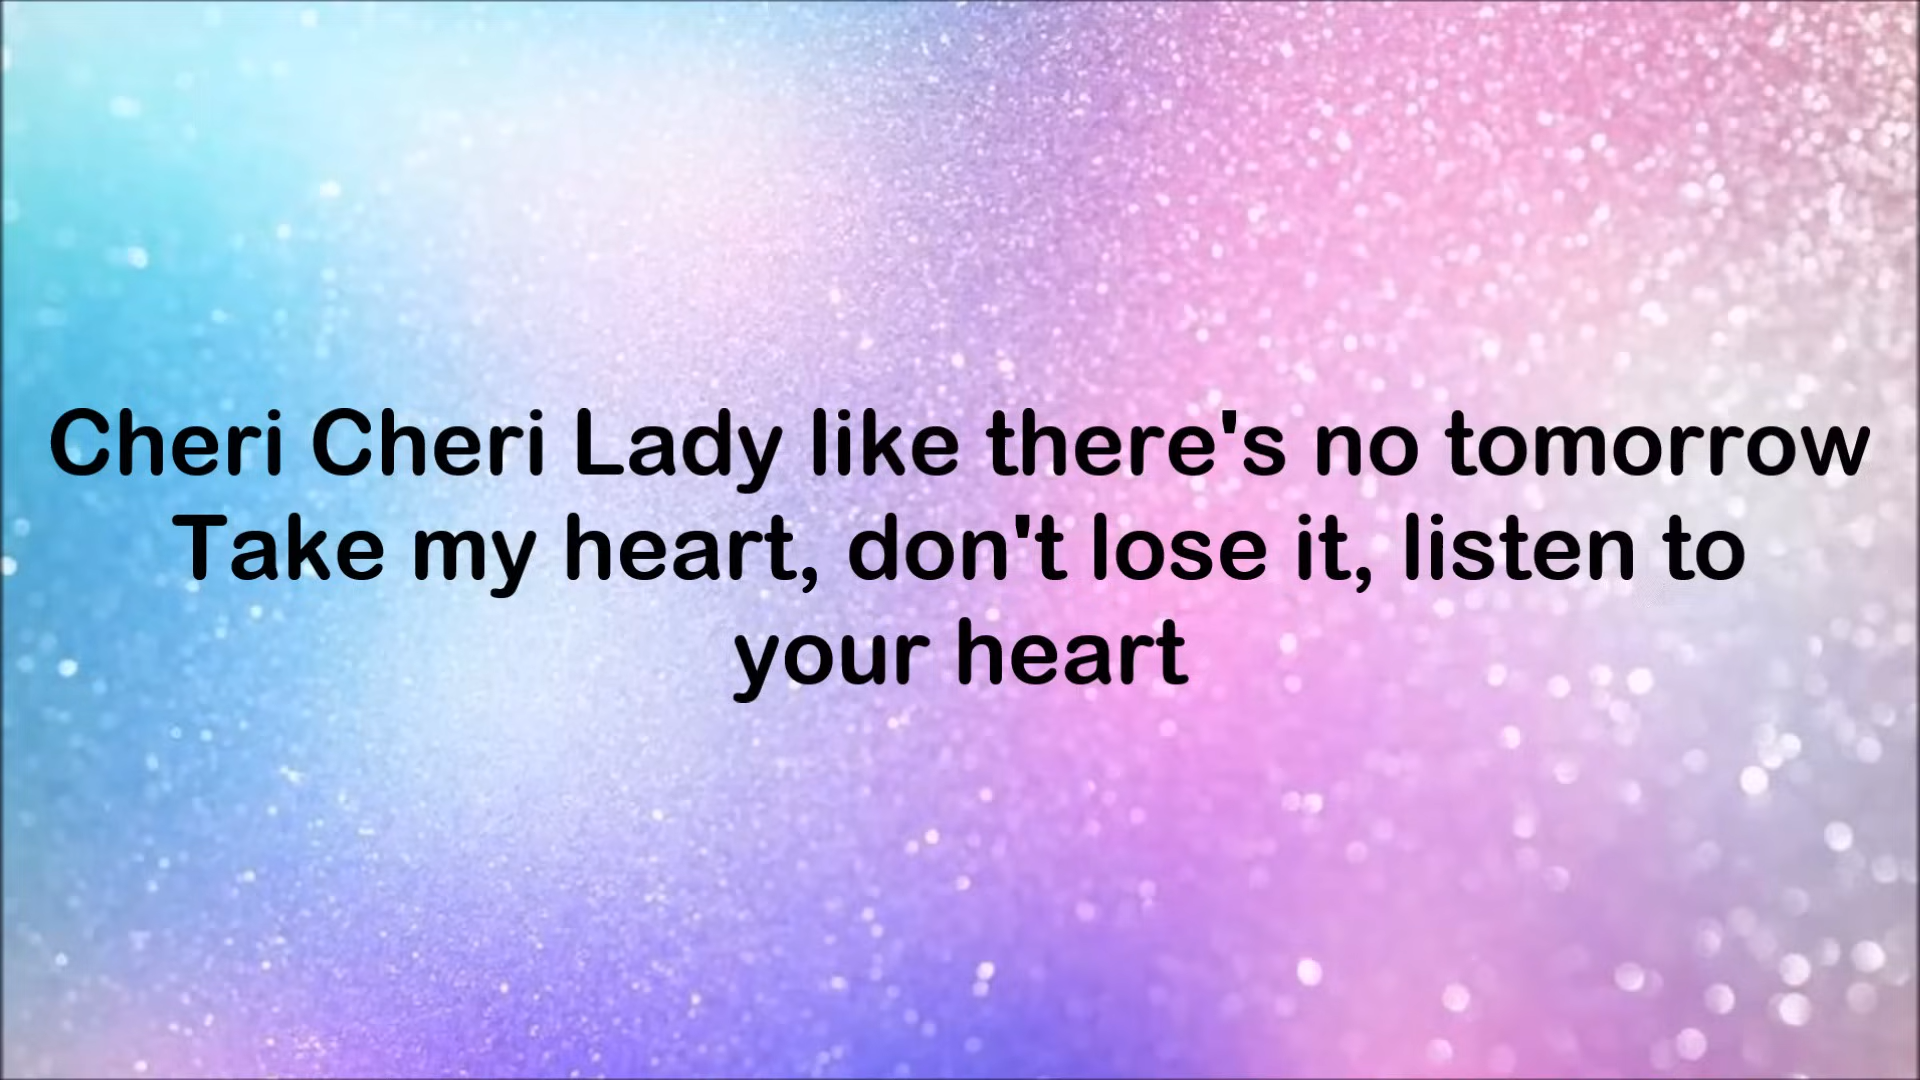 Cheri Cheri Lady like there's no tomorrow
Take my heart, don't lose it, listen to
your heart